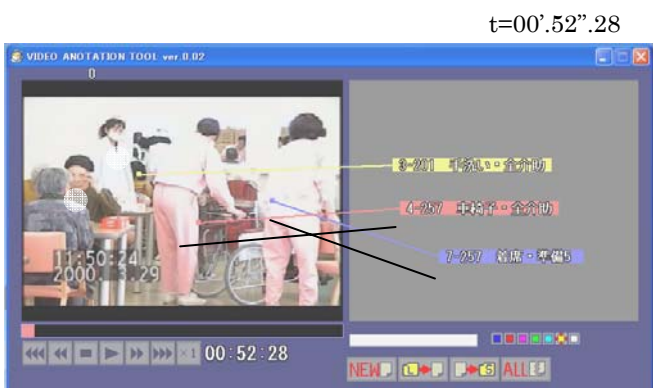 t=00'.52".28
VIDEO ANOTATION TOOL ver.0.02
0
3-201 手洗い・全介助
4-257 車椅子・全介助
7-257 着席・準備5
11:50:24
2000. 3.29
×1 00:52:28
NEW L S ALL